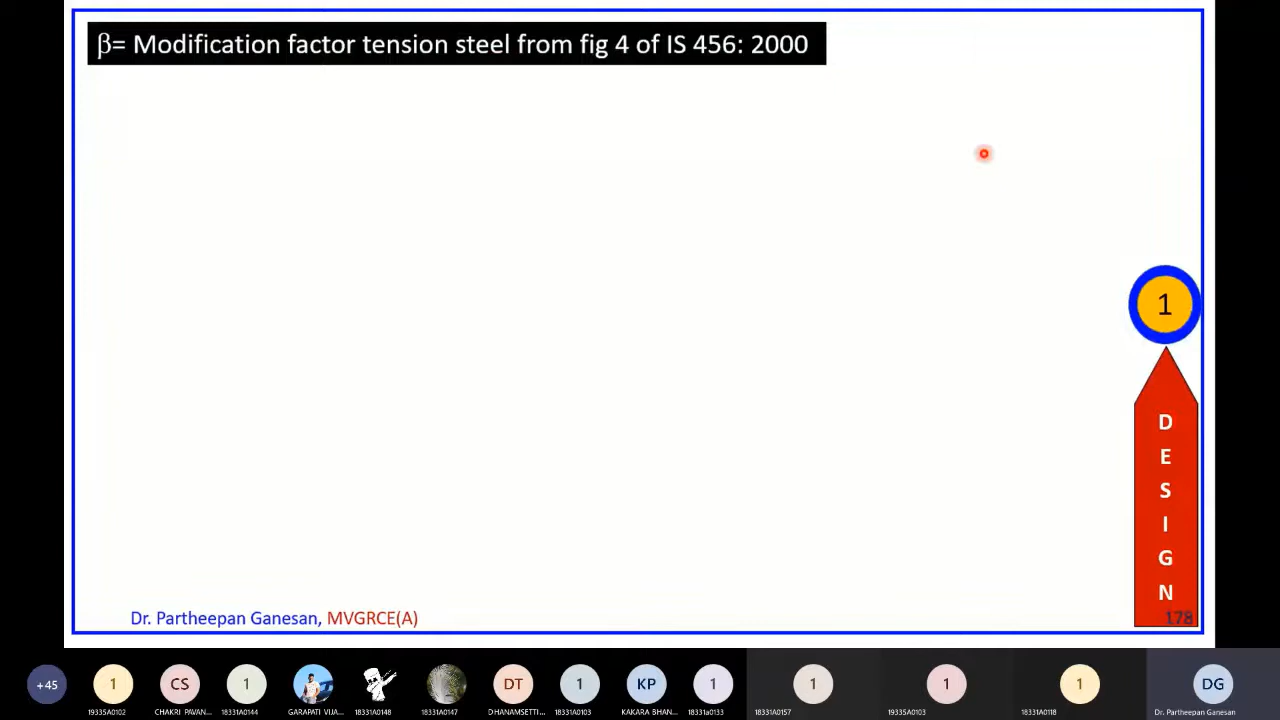 β= Modification factor tension steel from fig 4 of IS 456: 2000
1
D
E
S
I
G
N
Dr. Partheepan Ganesan, MVGRCE(A)
178
+45
1
CS
1
DT
1
KP
1
1
1
1
DG
19335A0102
CHAKRI PAVAN...
18331A0144
GARAPATI VIJA...
18331A0148
18331A0147
DHANAMSETTI...
18331A0103
KAKARA BHAN...
18331a0133
18331A0157
19335A0103
18331A0118
Dr. Partheepan Ganesan